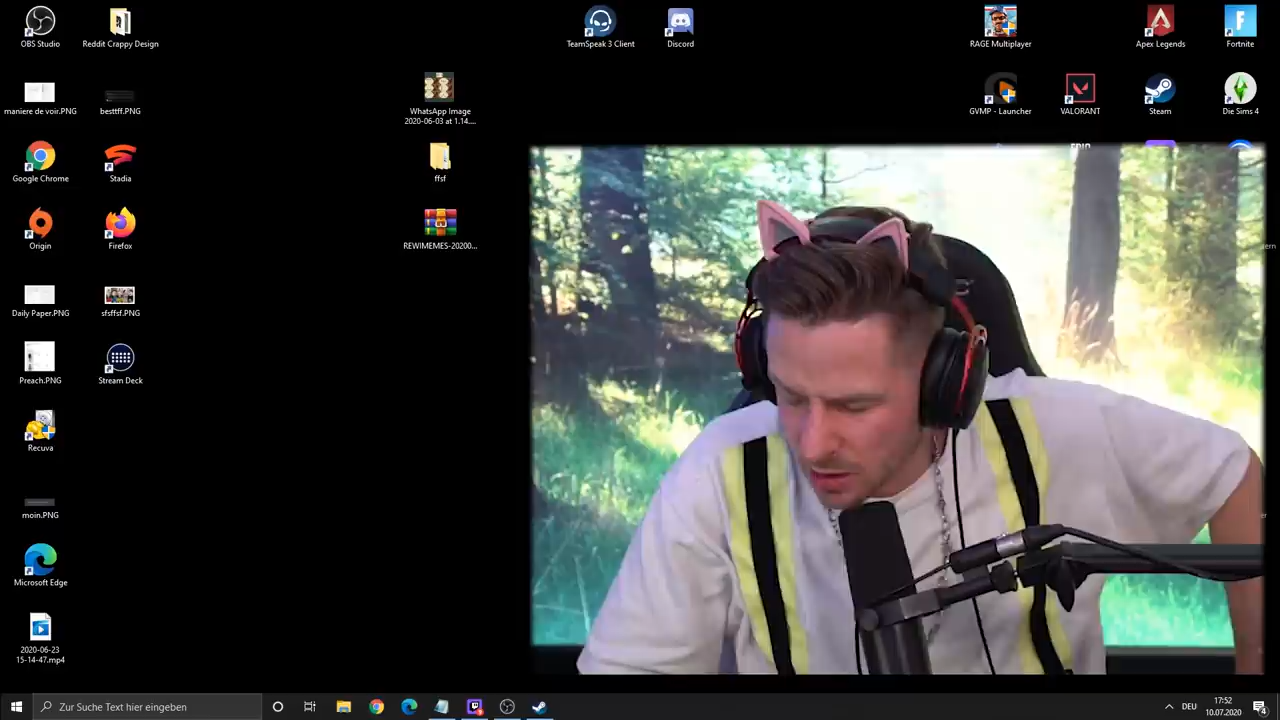 OBS Studio
Reddit Crappy Design
TeamSpeak 3 Client
Discord
RAGE Multiplayer
Apex Legends
Fortnite
maniere de voir.PNG
besttff.PNG
WhatsApp Image
2020-06-03 at 1.14....
GVMP - Launcher
VALORANT
Steam
Die Sims 4
Google Chrome
Stadia
ffsf
EPIC
Origin
Firefox
REWIMEMES-20200...
Daily Paper.PNG
sfsffsf.PNG
Preach.PNG
Stream Deck
Recuva
moin.PNG
Microsoft Edge
2020-06-23
15-14-47.mp4
Zur Suche Text hier eingeben
DEU
17:52
10.07.2020
4